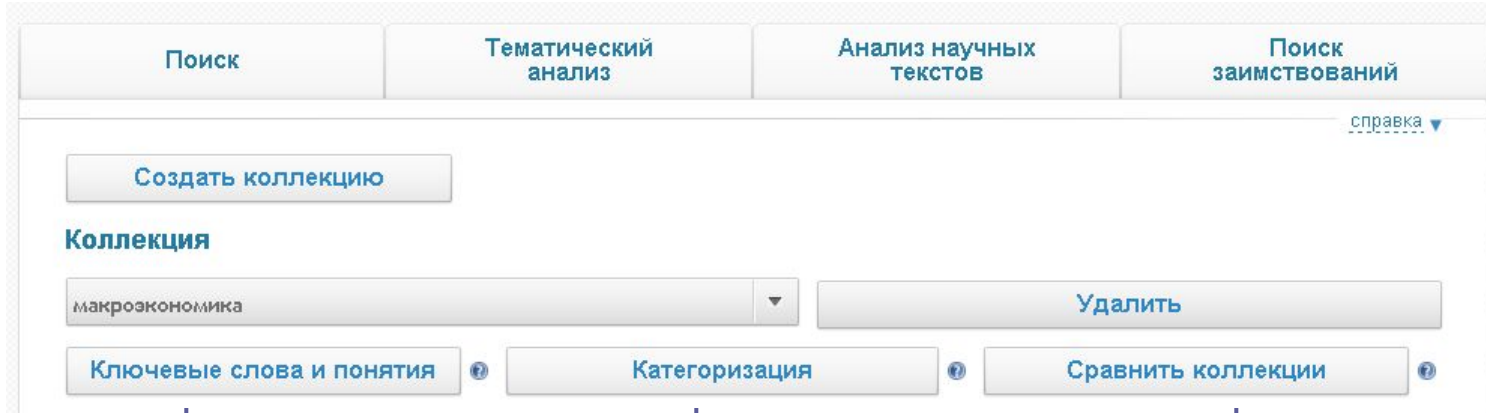 Поиск
Тематический
анализ
Анализ научных
текстов
Поиск
заимствований
справка
Создать коллекцию
Коллекция
макроэкономика
Удалить
Ключевые слова и понятия
Категоризация
Сравнить коллекции